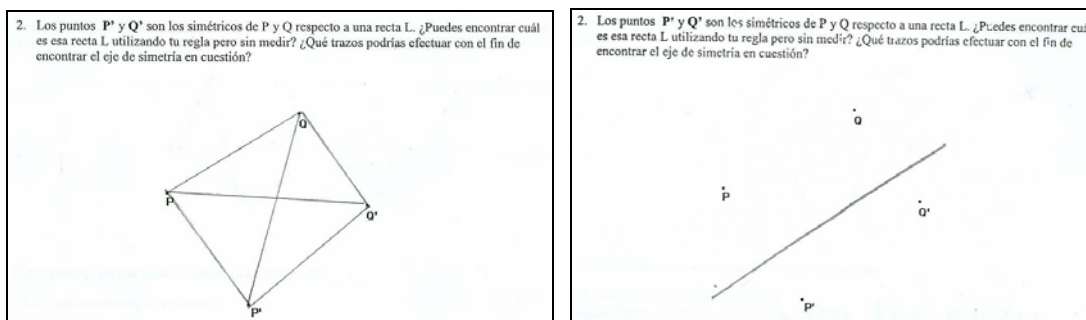 2. Los puntos P' y Q' son los simétricos de P y Q respecto a una recta L. ¿Puedes encontrar cuál
es esa recta L utilizando tu regla pero sin medir? ¿Qué trazos podrías efectuar con el fin de
encontrar el eje de simetría en cuestión?
Q
P
Q'
P'
2. Los puntos P' y Q' son los simétricos de P y Q respecto a una recta L. ¿Puedes encontrar cuá
es esa recta L utilizando tu regla pero sin medir? ¿Qué trazos podrías efectuar con el fin de
encontrar el eje de simetría en cuestión?
Q
P
Q'
P'